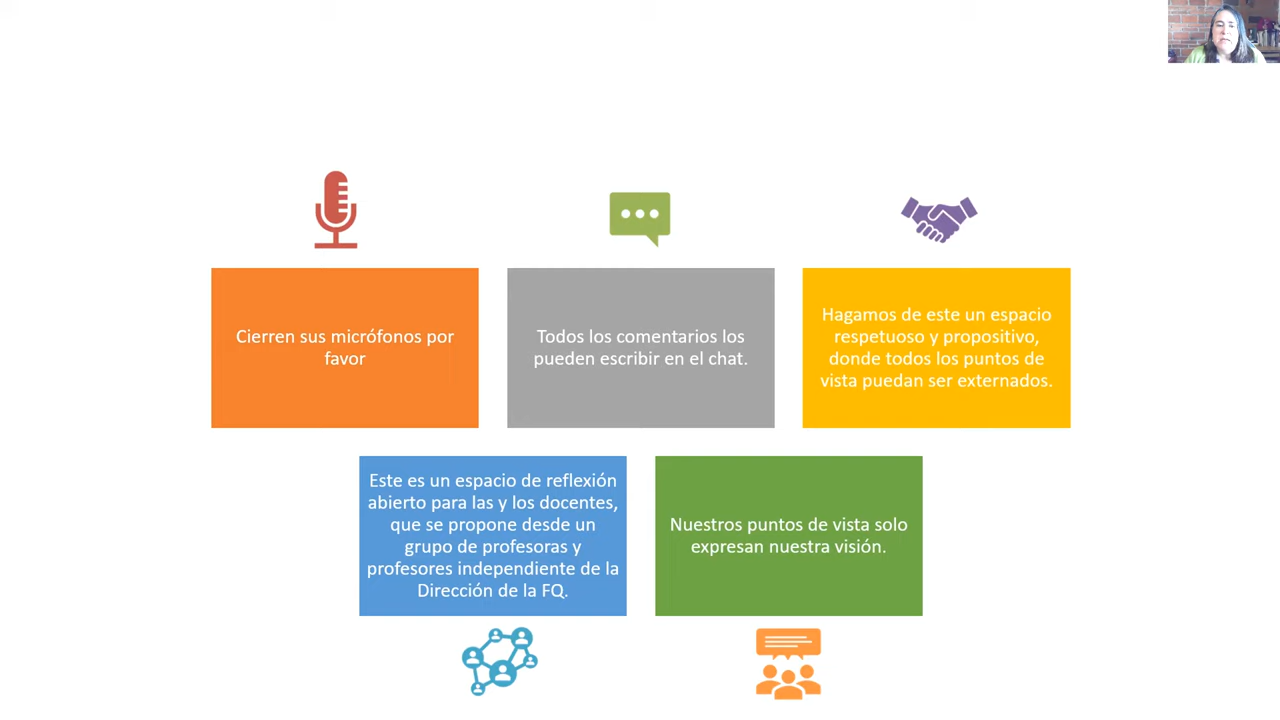 Cierren sus micrófonos por
favor
Todos los comentarios los
pueden escribir en el chat.
Hagamos de este un espacio
respetuoso y propositivo,
donde todos los puntos de
vista puedan ser externados.
Este es un espacio de reflexión
abierto para las y los docentes,
que se propone desde un
grupo de profesoras y
profesores independiente de la
Dirección de la FQ.
Nuestros puntos de vista solo
expresan nuestra visión.